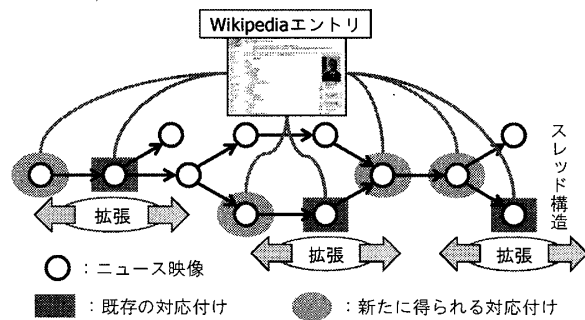 Wikipediaエントリ
スレッド構造
拡張
拡張
拡張
：ニュース映像
：既存の対応付け
：新たに得られる対応付け